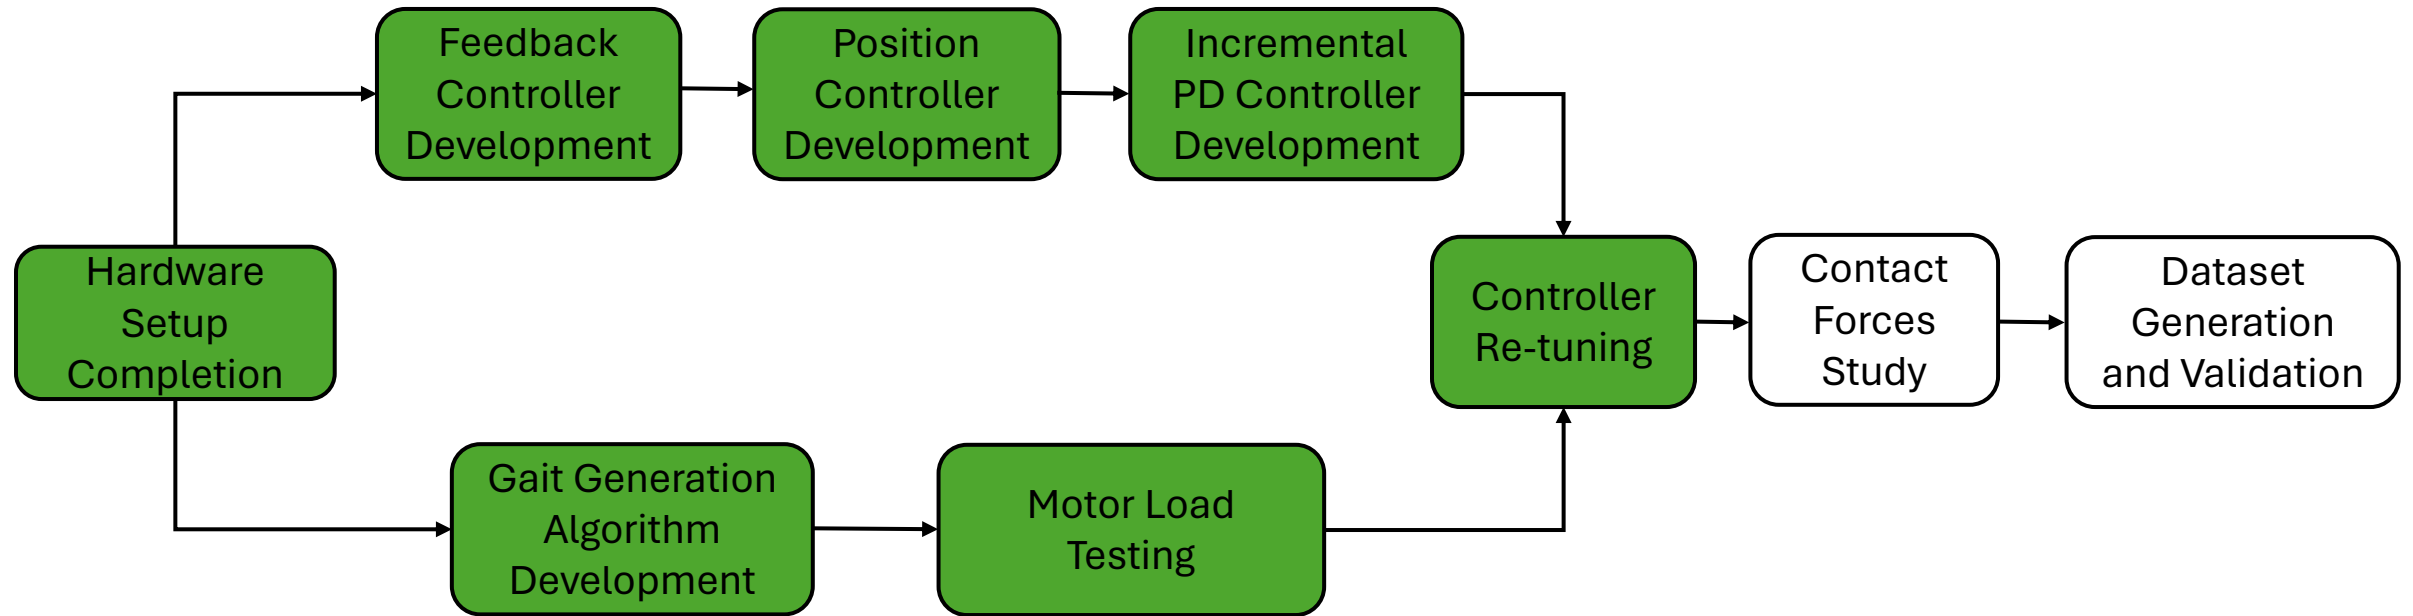 Feedback
Controller
Development
Position
Controller
Development
Incremental
PD Controller
Development
Hardware
Setup
Completion
Controller
Re-tuning
Contact
Forces
Study
Dataset
Generation
and Validation
Gait Generation
Algorithm
Development
Motor Load
Testing